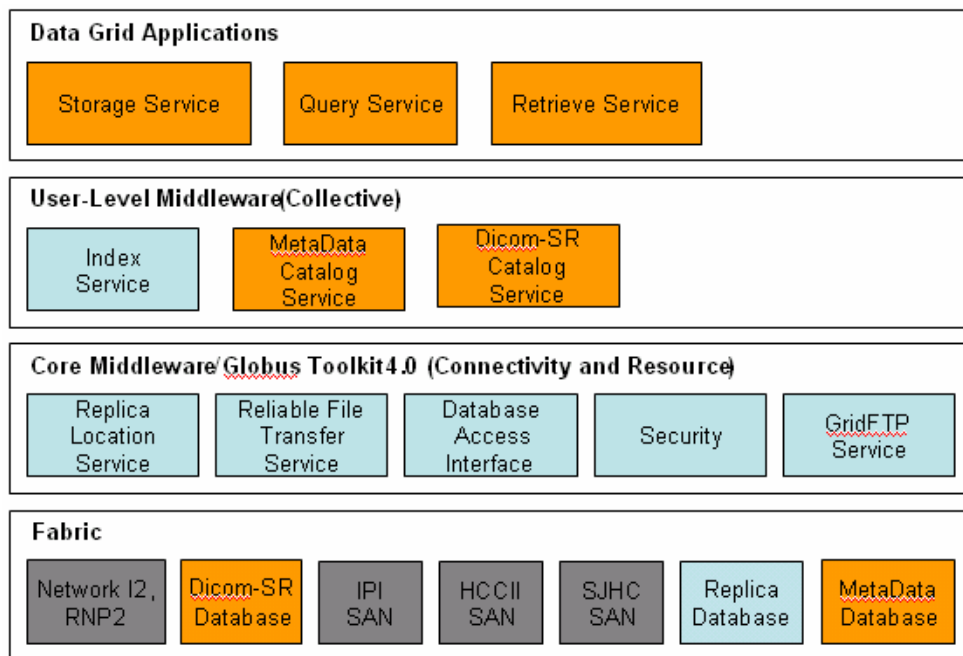 Data Grid Applications
Storage Service
Query Service
Retrieve Service
User-Level Middleware(Collective)
Index
Service
MetaData
Catalog
Service
Dicom-SR
Catalog
Service
Core Middleware/Globus Toolkit4.0 (Connectivity and Resource)
Replica
Location
Service
Reliable File
Transfer
Service
Database
Access
Interface
Security
GridFTP
Service
Fabric
Network I2,
RNP2
Dicom-SR
Database
IPI
SAN
HCCII
SAN
SJHC
SAN
Replica
Database
MetaData
Database